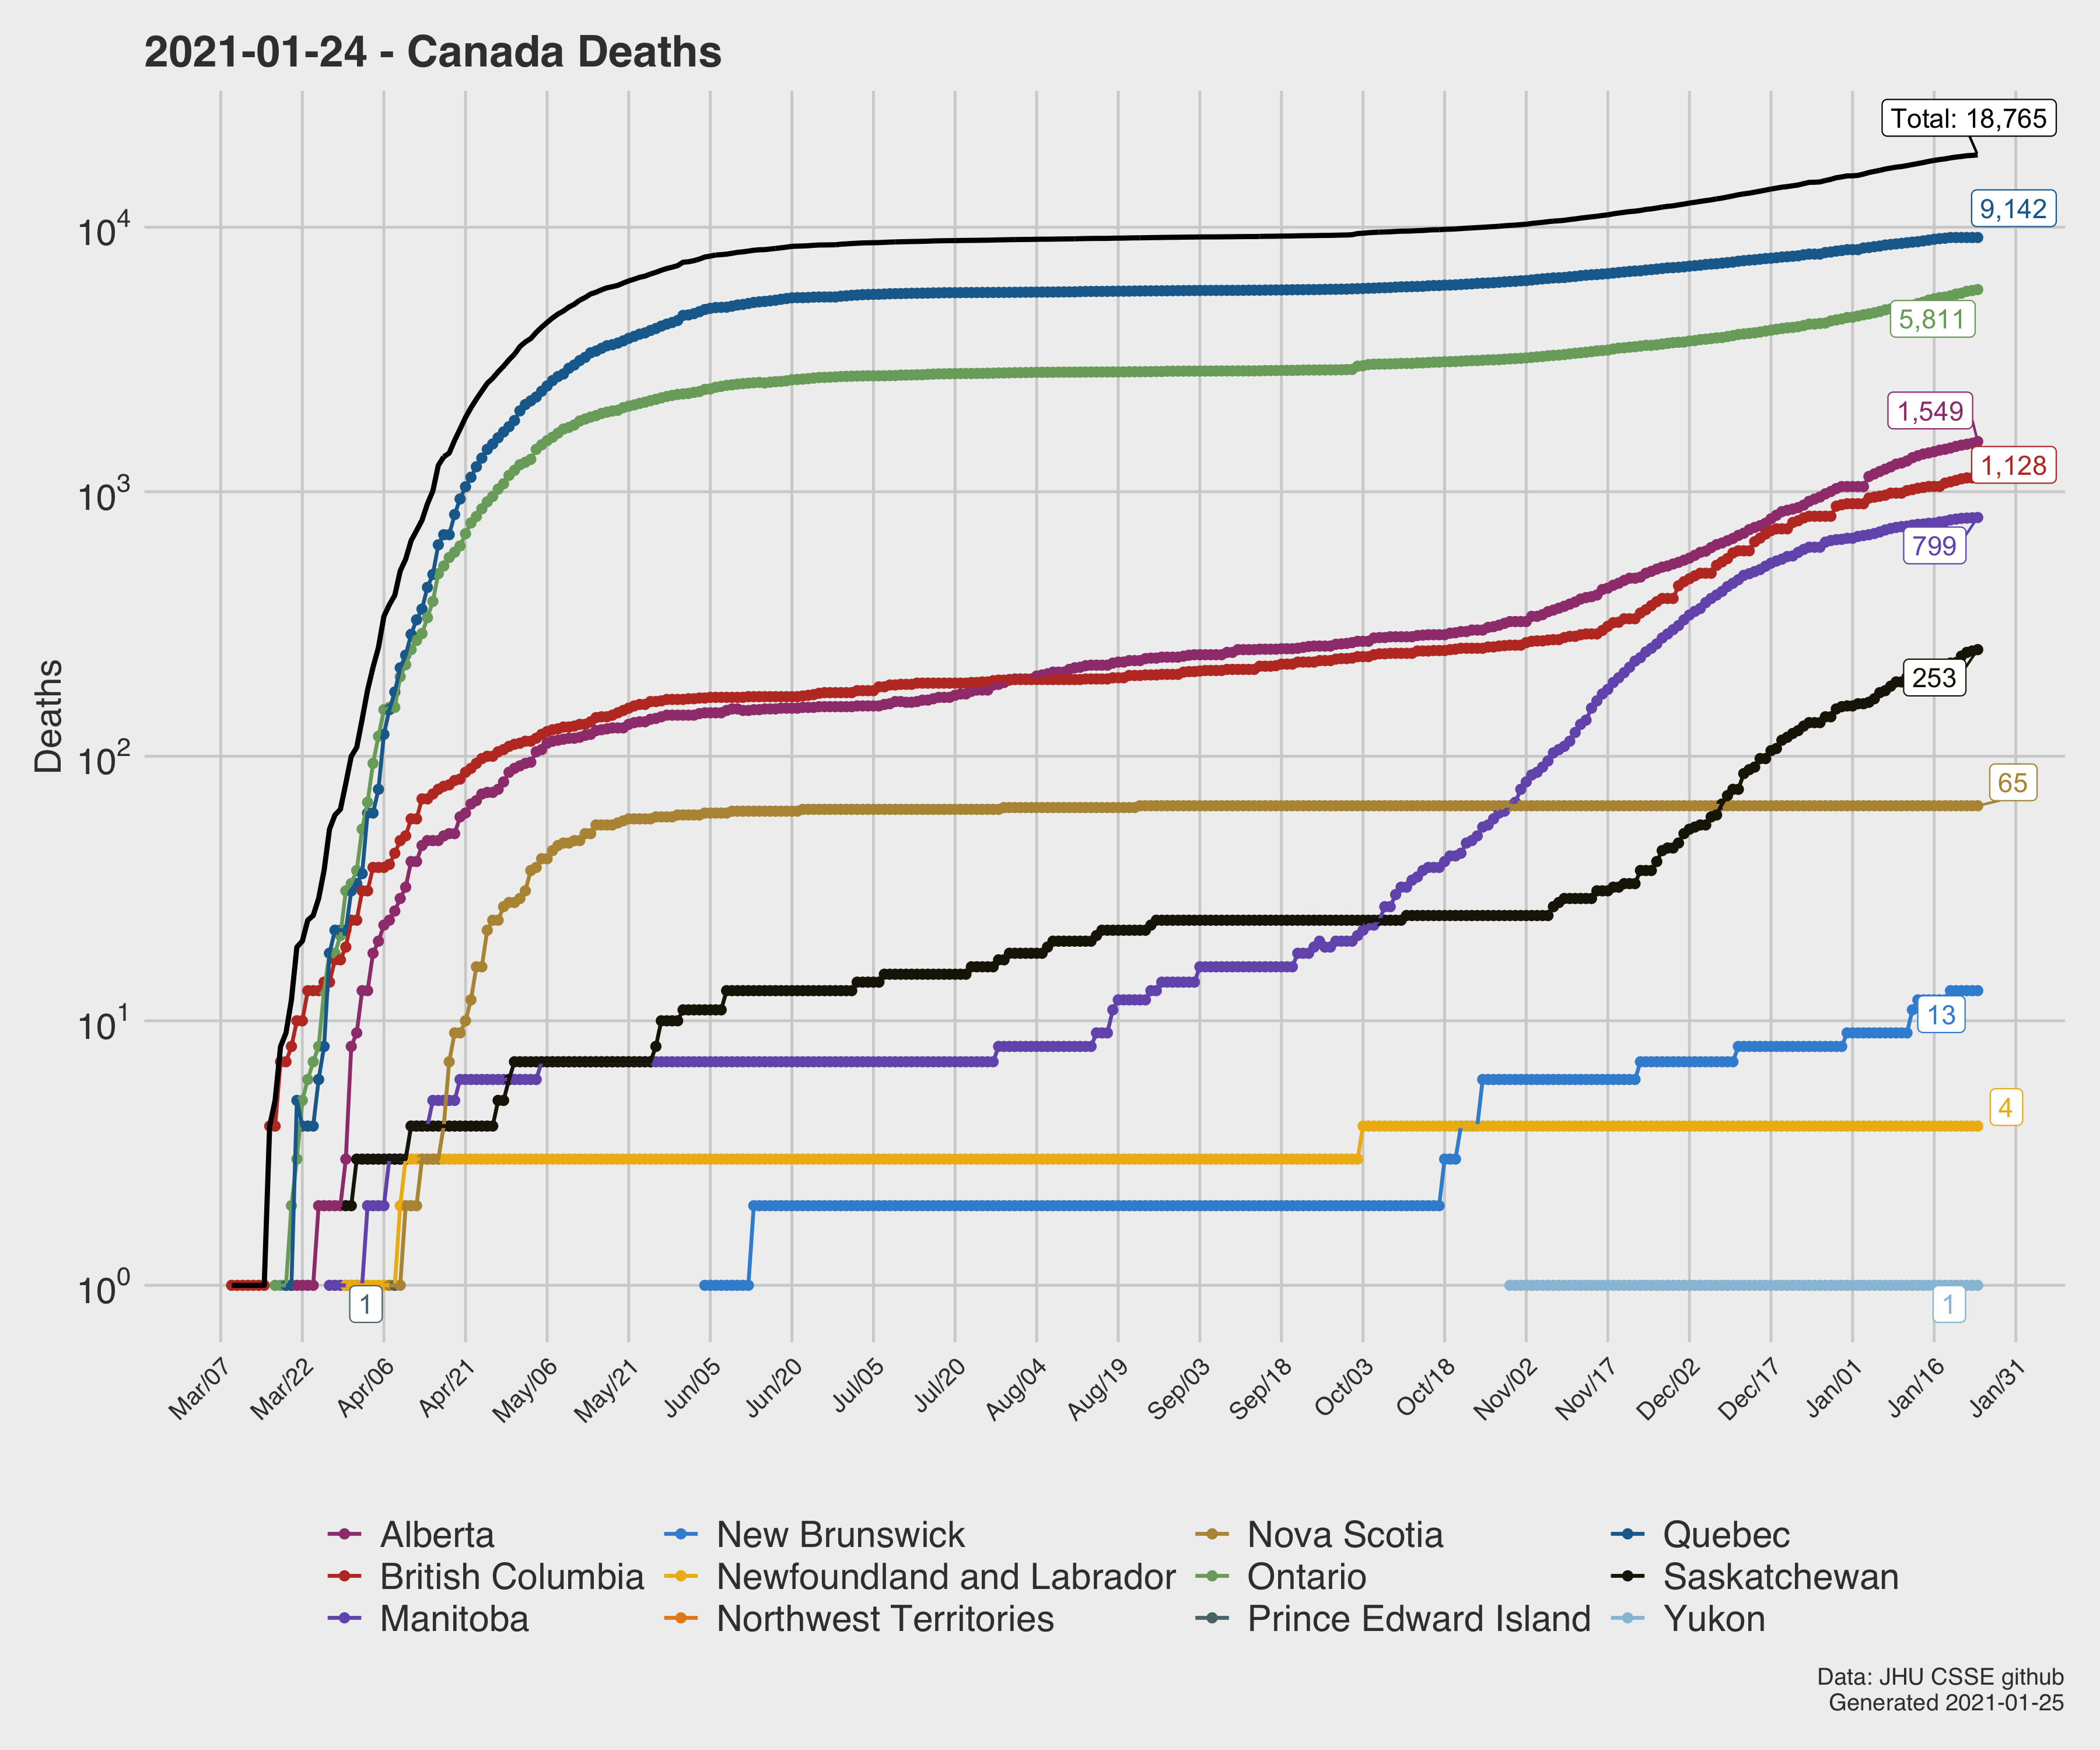 2021-01-24 - Canada Deaths
Total: 18,765
9,142
5,811
1,549
1,128
799
253
65
13
4
1
1
Deaths
10^4
10^3
10^2
10^1
10^0
Mar/07 Mar/22 Apr/06 Apr/21 May/06 May/21 Jun/05 Jun/20 Jul/05 Jul/20 Aug/04 Aug/19 Sep/03 Sep/18 Oct/03 Oct/18 Nov/02 Nov/17 Dec/02 Dec/17 Jan/01 Jan/16 Jan/31
Alberta New Brunswick Nova Scotia Quebec
British Columbia Newfoundland and Labrador Ontario Saskatchewan
Manitoba Northwest Territories Prince Edward Island Yukon
Data: JHU CSSE github
Generated 2021-01-25